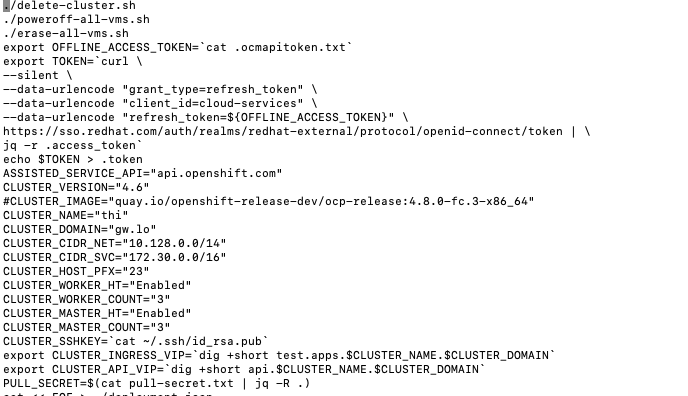 ./delete-cluster.sh
./poweroff-all-vms.sh
./erase-all-vms.sh
export OFFLINE_ACCESS_TOKEN=`cat .ocmapitoken.txt`
export TOKEN=`curl \
--silent \
--data-urlencode "grant_type=refresh_token" \
--data-urlencode "client_id=cloud-services" \
--data-urlencode "refresh_token=${OFFLINE_ACCESS_TOKEN}" \
https://sso.redhat.com/auth/realms/redhat-external/protocol/openid-connect/token | \
jq -r .access_token`
echo $TOKEN > .token
ASSISTED_SERVICE_API="api.openshift.com"
CLUSTER_VERSION="4.6"
#CLUSTER_IMAGE="quay.io/openshift-release-dev/ocp-release:4.8.0-fc.3-x86_64"
CLUSTER_NAME="thi"
CLUSTER_DOMAIN="gw.lo"
CLUSTER_CIDR_NET="10.128.0.0/14"
CLUSTER_CIDR_SVC="172.30.0.0/16"
CLUSTER_HOST_PFX="23"
CLUSTER_WORKER_HT="Enabled"
CLUSTER_WORKER_COUNT="3"
CLUSTER_MASTER_HT="Enabled"
CLUSTER_MASTER_COUNT="3"
CLUSTER_SSHKEY=`cat ~/.ssh/id_rsa.pub`
export CLUSTER_INGRESS_VIP=`dig +short test.apps.$CLUSTER_NAME.$CLUSTER_DOMAIN`
export CLUSTER_API_VIP=`dig +short api.$CLUSTER_NAME.$CLUSTER_DOMAIN`
PULL_SECRET=$(cat pull-secret.txt | jq -R .)